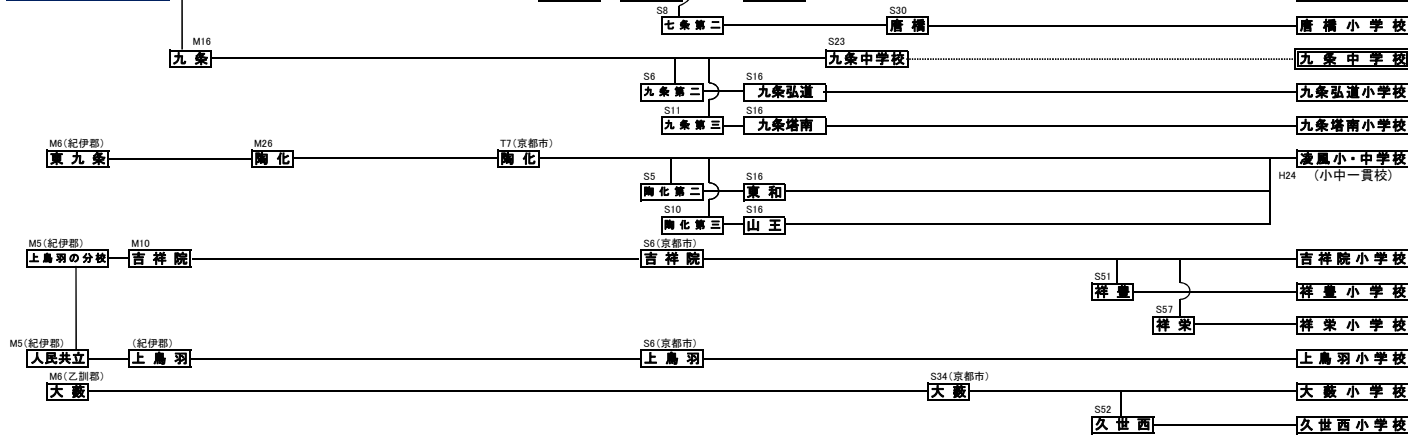 S8 S30
七条第二 唐橋 唐橋小学校
M16 S23
九条 九条中学校 九条中学校
S6 S16
九条第二 九条弘道 九条弘道小学校
S11 S16
九条第三 九条塔南 九条塔南小学校
M6(紀伊郡) M26 T7(京都市)
東九条 陶化 陶化 凌風小・中学校
H24 (小中一貫校)
S5 S16
陶化第二 東和
S10 S16
陶化第三 山王
M5(紀伊郡) M10 S6(京都市)
上鳥羽の分校 吉祥院 吉祥院 吉祥院小学校
S51
祥豊 祥豊小学校
S57
祥栄 祥栄小学校
M5(紀伊郡) (紀伊郡) S6(京都市)
人民共立 上鳥羽 上鳥羽 上鳥羽小学校
M6(乙訓郡) S34(京都市)
大藪 大藪 大藪小学校
S52
久世西 久世西小学校